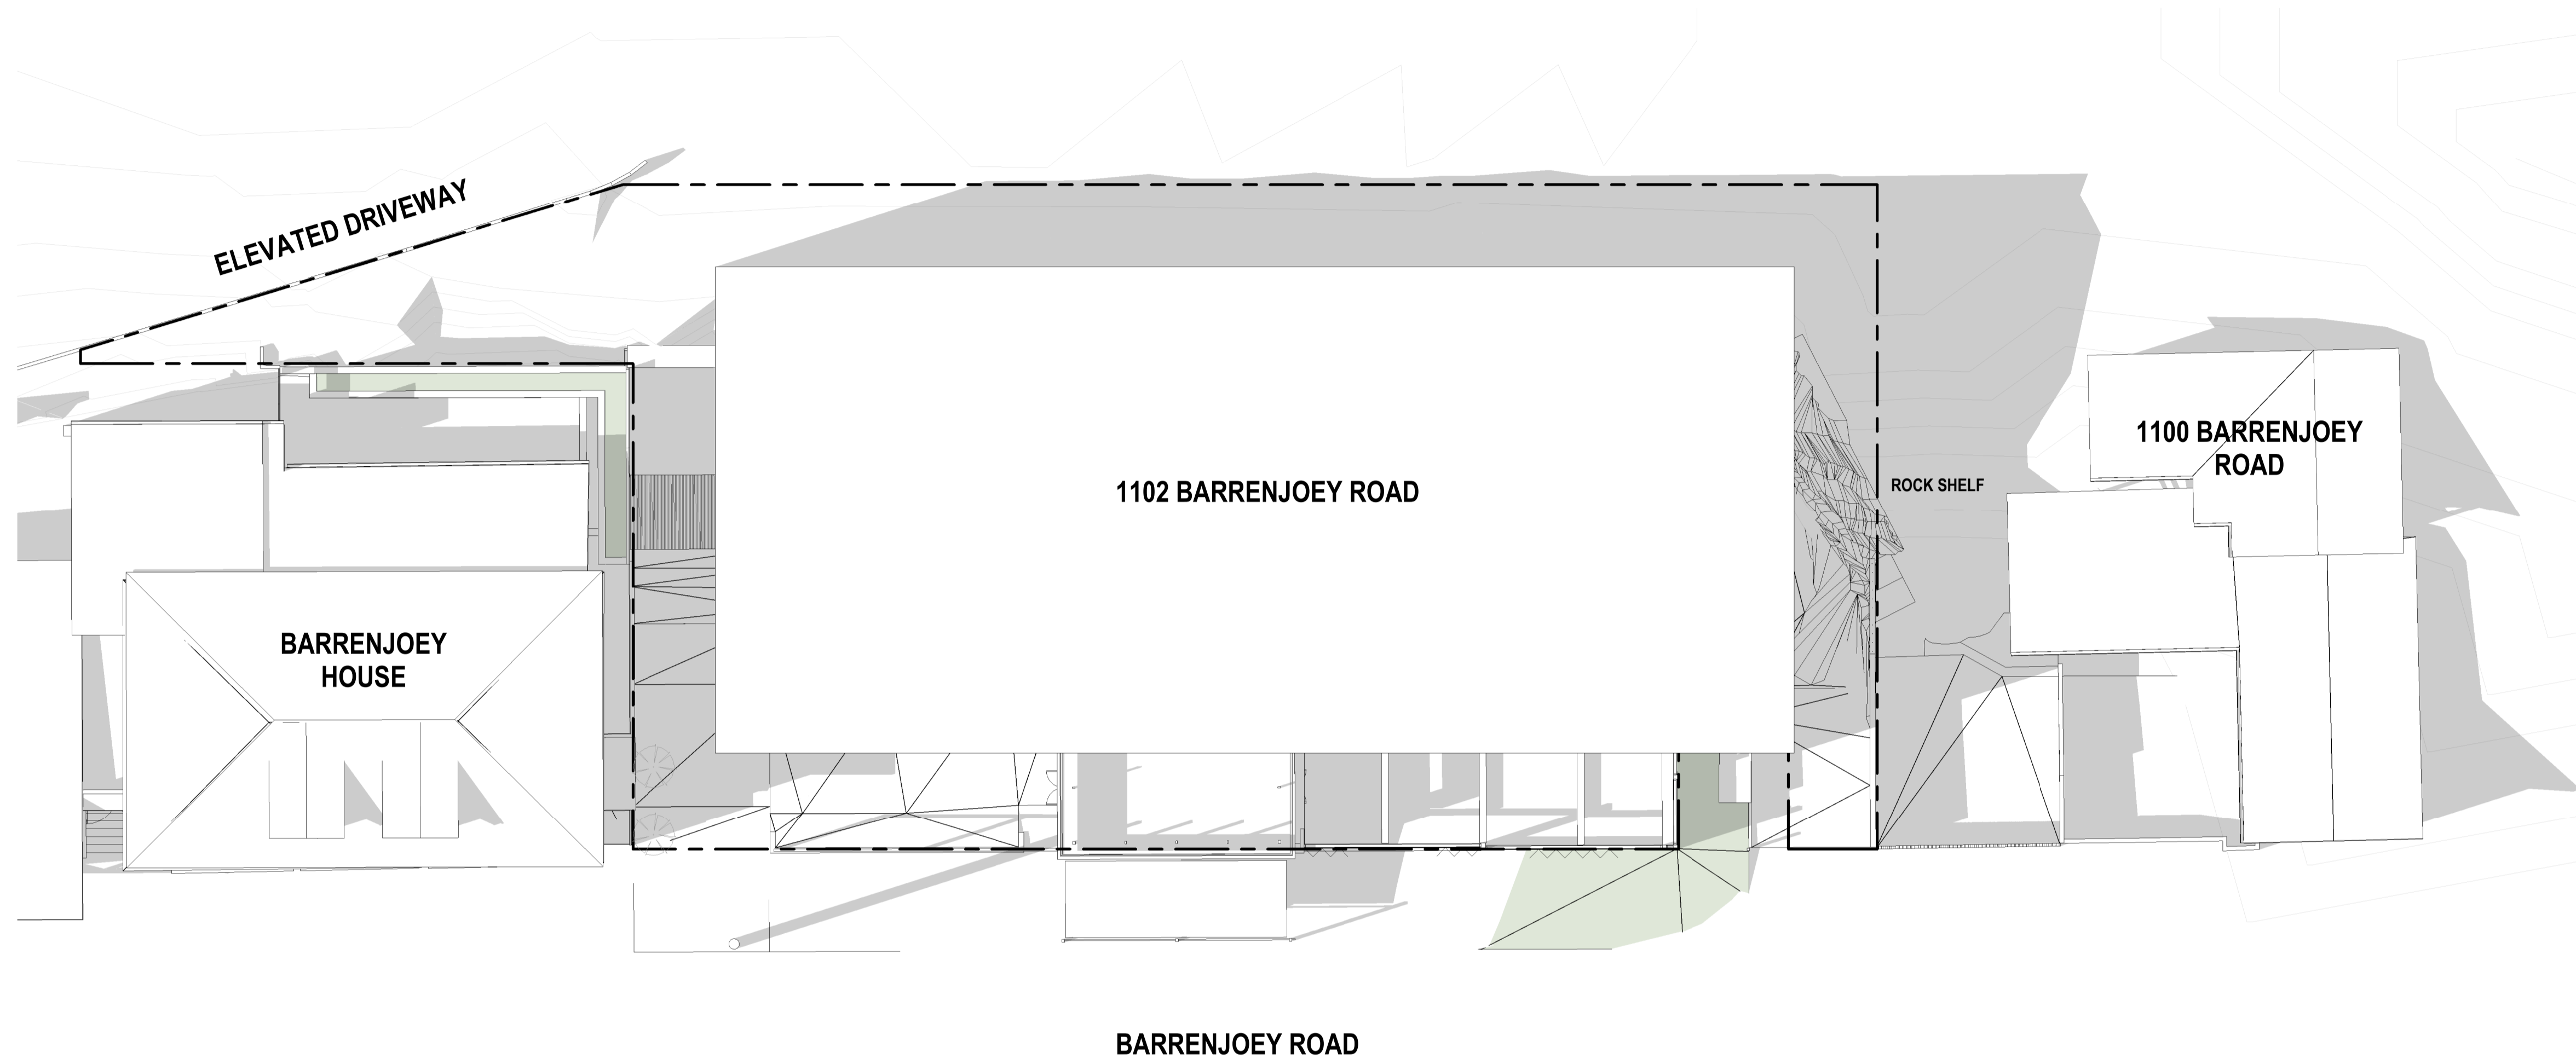 ELEVATED DRIVEWAY
1100 BARRENJOEY
ROAD
1102 BARRENJOEY ROAD
ROCK SHELF
BARRENJOEY
HOUSE
BARRENJOEY ROAD